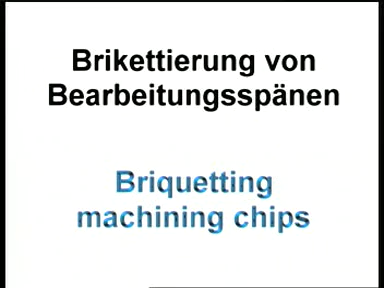 Brikettierung von
Bearbeitungsspänen
Briquetting
machining chips